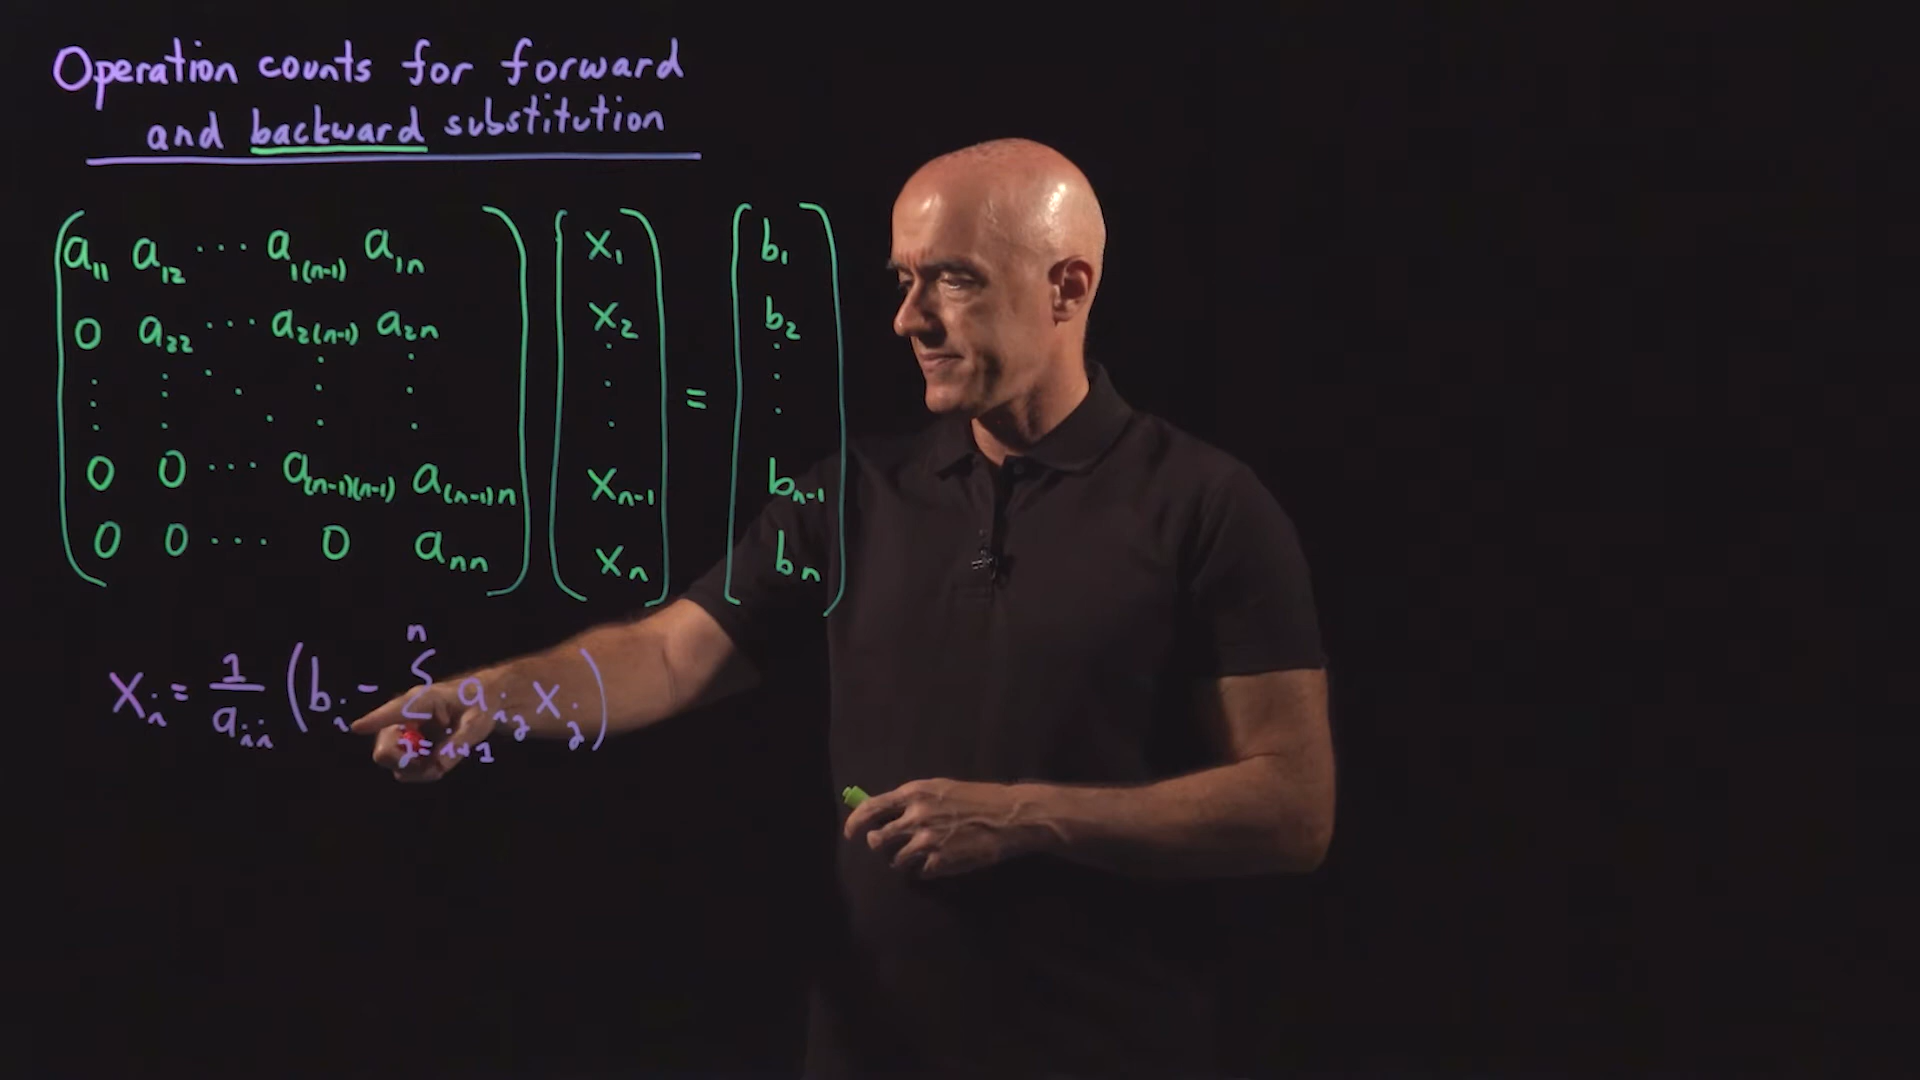 Operation counts for forward
and backward substitution
a₁₁ a₁₂ ⋯ a₁₍ₙ₋₁₎ a₁ₙ x₁ b₁
0 a₂₂ ⋯ a₂₍ₙ₋₁₎ a₂ₙ x₂ b₂
⋮ ⋮ ⋱ ⋮ ⋮ ⋮ = ⋮
0 0 ⋯ a₍ₙ₋₁₎₍ₙ₋₁₎ a₍ₙ₋₁₎ₙ xₙ₋₁ bₙ₋₁
0 0 ⋯ 0 aₙₙ xₙ bₙ
xᵢ = 1/aᵢᵢ (bᵢ - Σⁿⱼ₌ᵢ₊₁ aᵢⱼ xⱼ)